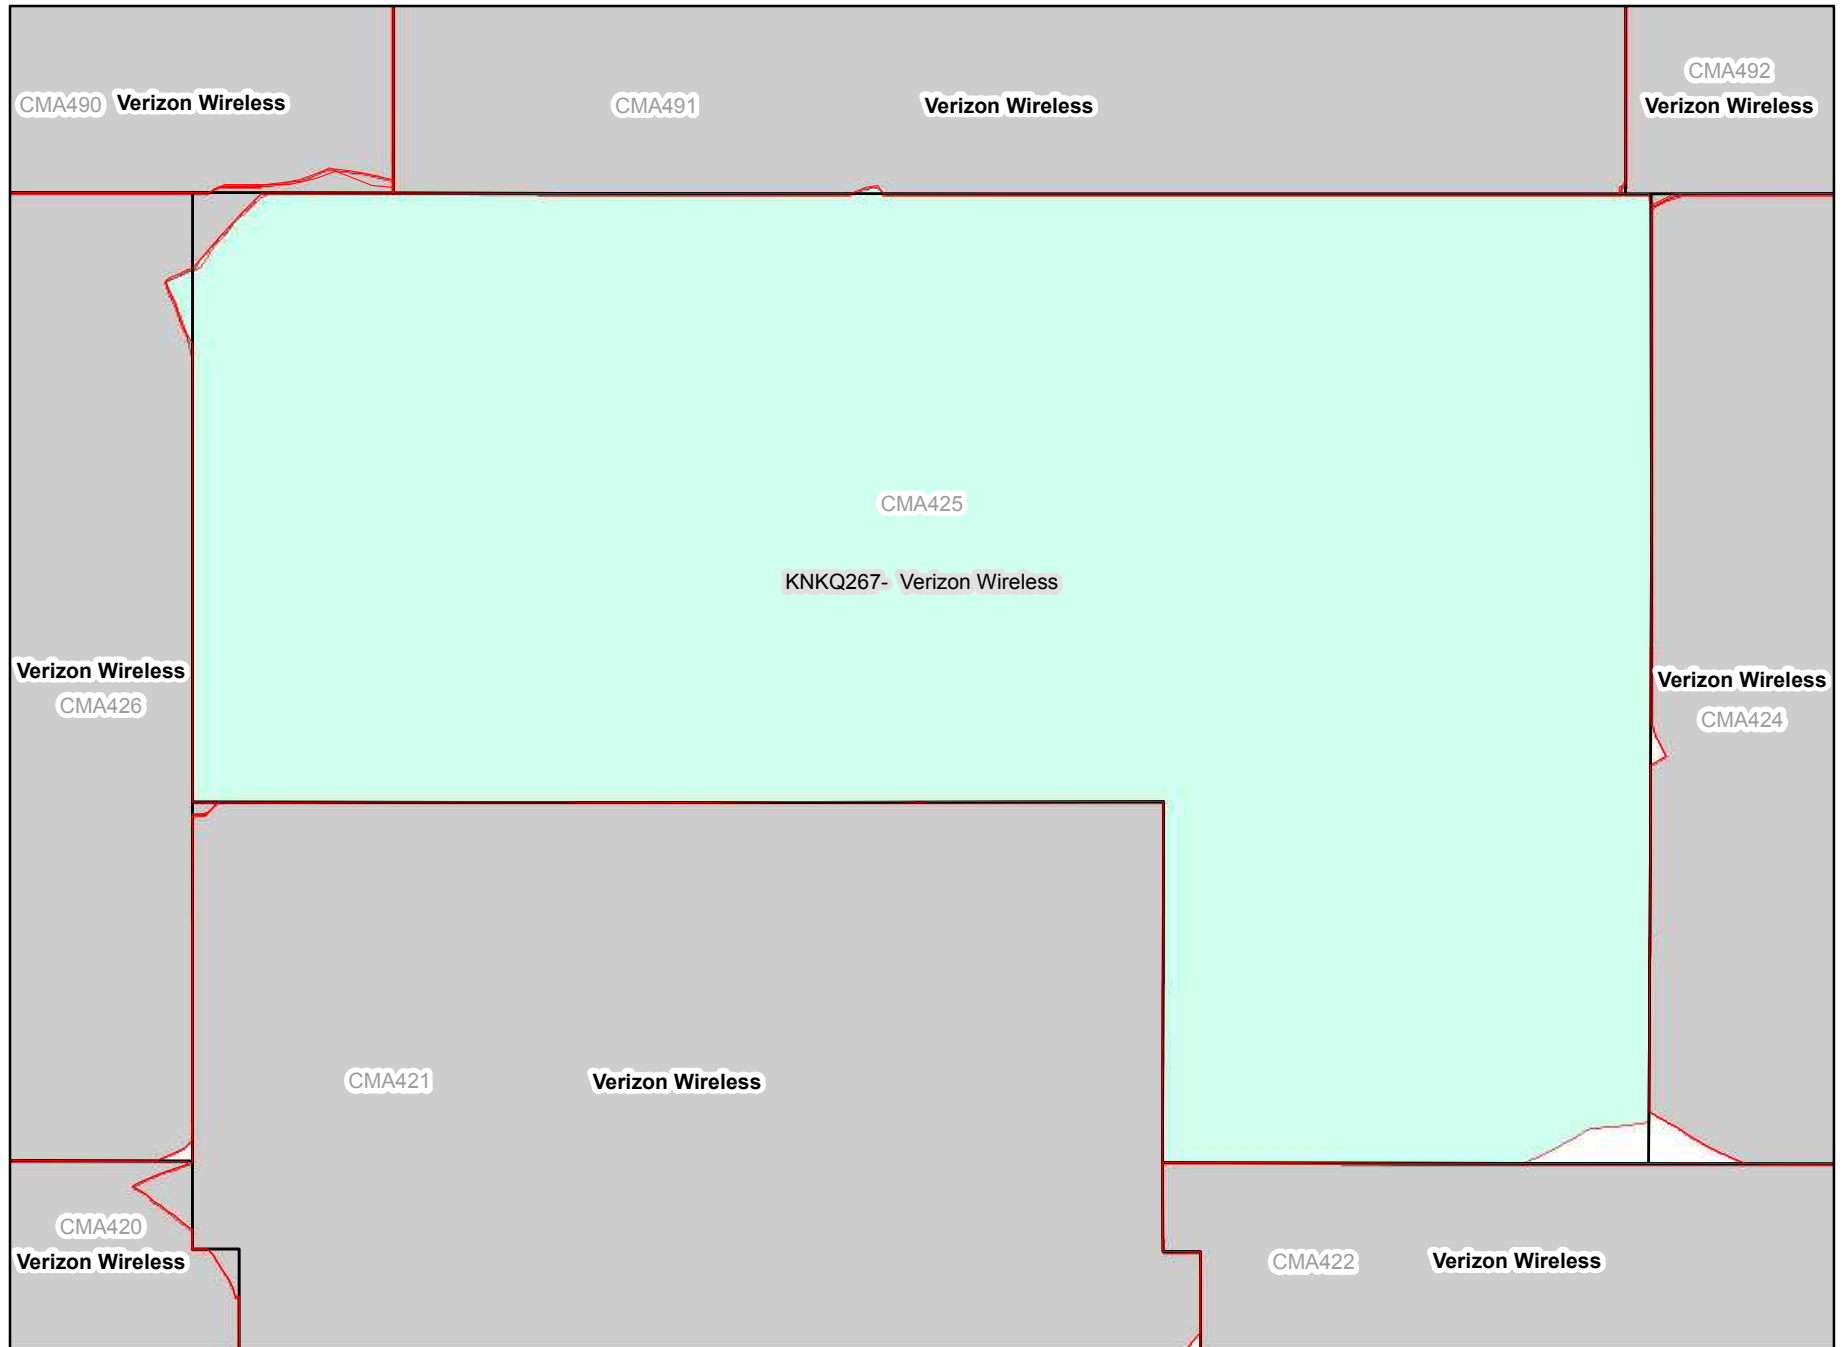 CMA490 Verizon Wireless
CMA491 Verizon Wireless
CMA492
Verizon Wireless
CMA425
KNKQ267- Verizon Wireless
Verizon Wireless
CMA426
Verizon Wireless
CMA424
CMA421 Verizon Wireless
CMA420
Verizon Wireless
CMA422 Verizon Wireless